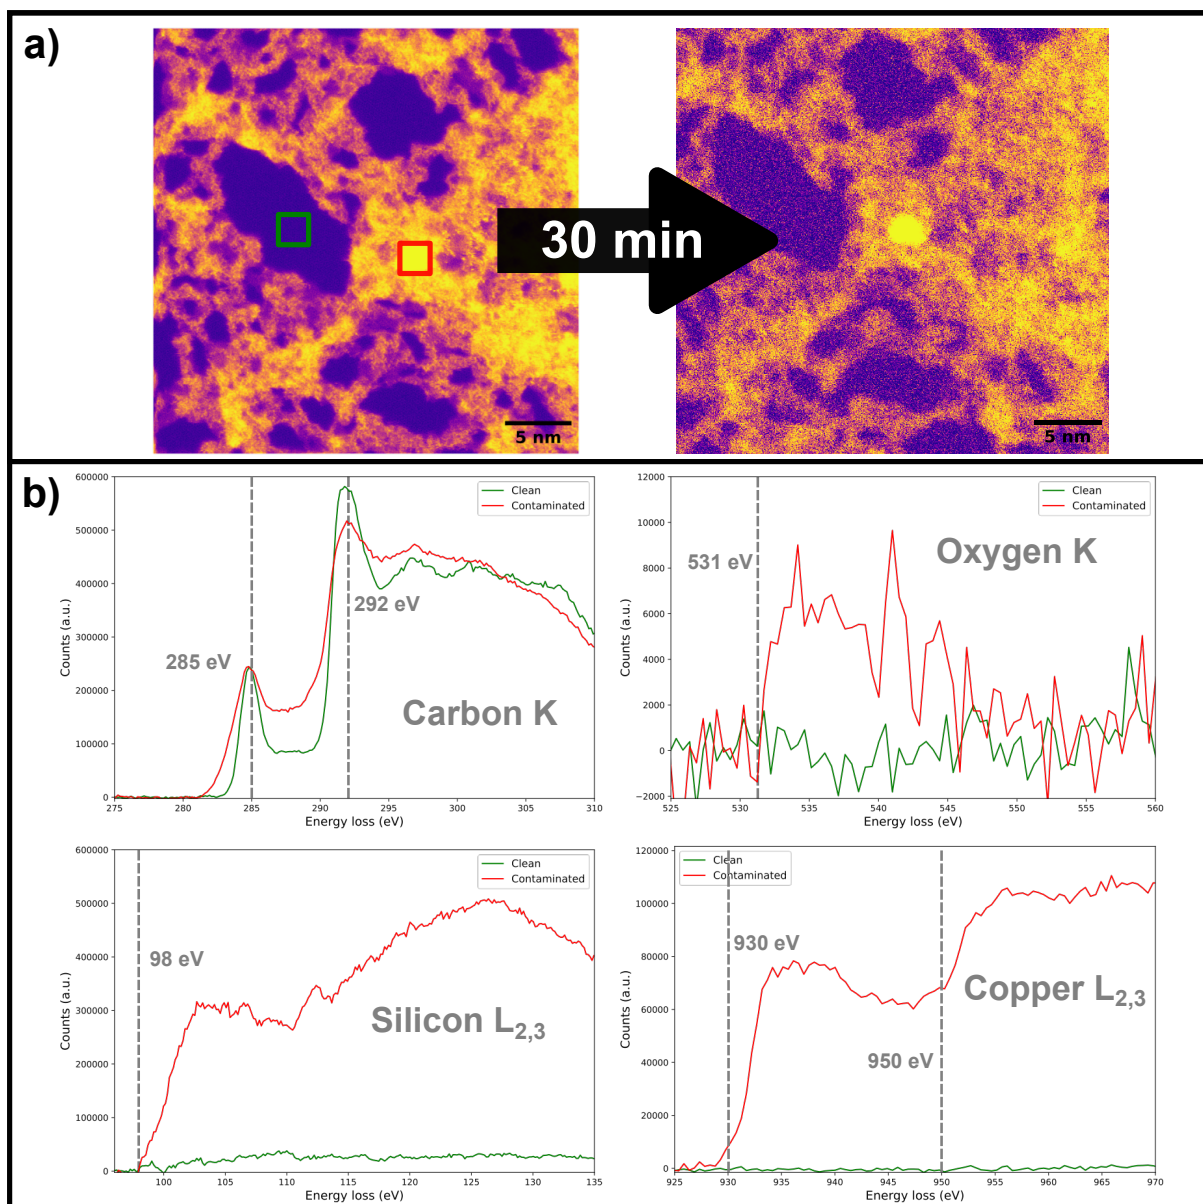 a)
30 min
5 nm
5 nm
b)
600000
500000
400000
300000
200000
100000
0
Counts (a.u.)
275
280
285
290
295
300
305
310
Energy loss (eV)
Clean
Contaminated
285 eV
292 eV
Carbon K
12000
10000
8000
6000
4000
2000
0
−2000
Counts (a.u.)
525
530
535
540
545
550
555
560
Energy loss (eV)
Clean
Contaminated
531 eV
Oxygen K
600000
500000
400000
300000
200000
100000
0
Counts (a.u.)
100
105
110
115
120
125
130
135
Energy loss (eV)
Clean
Contaminated
98 eV
Silicon L2,3
120000
100000
80000
60000
40000
20000
0
Counts (a.u.)
925
930
935
940
945
950
955
960
965
970
Energy loss (eV)
Clean
Contaminated
930 eV
950 eV
Copper L2,3